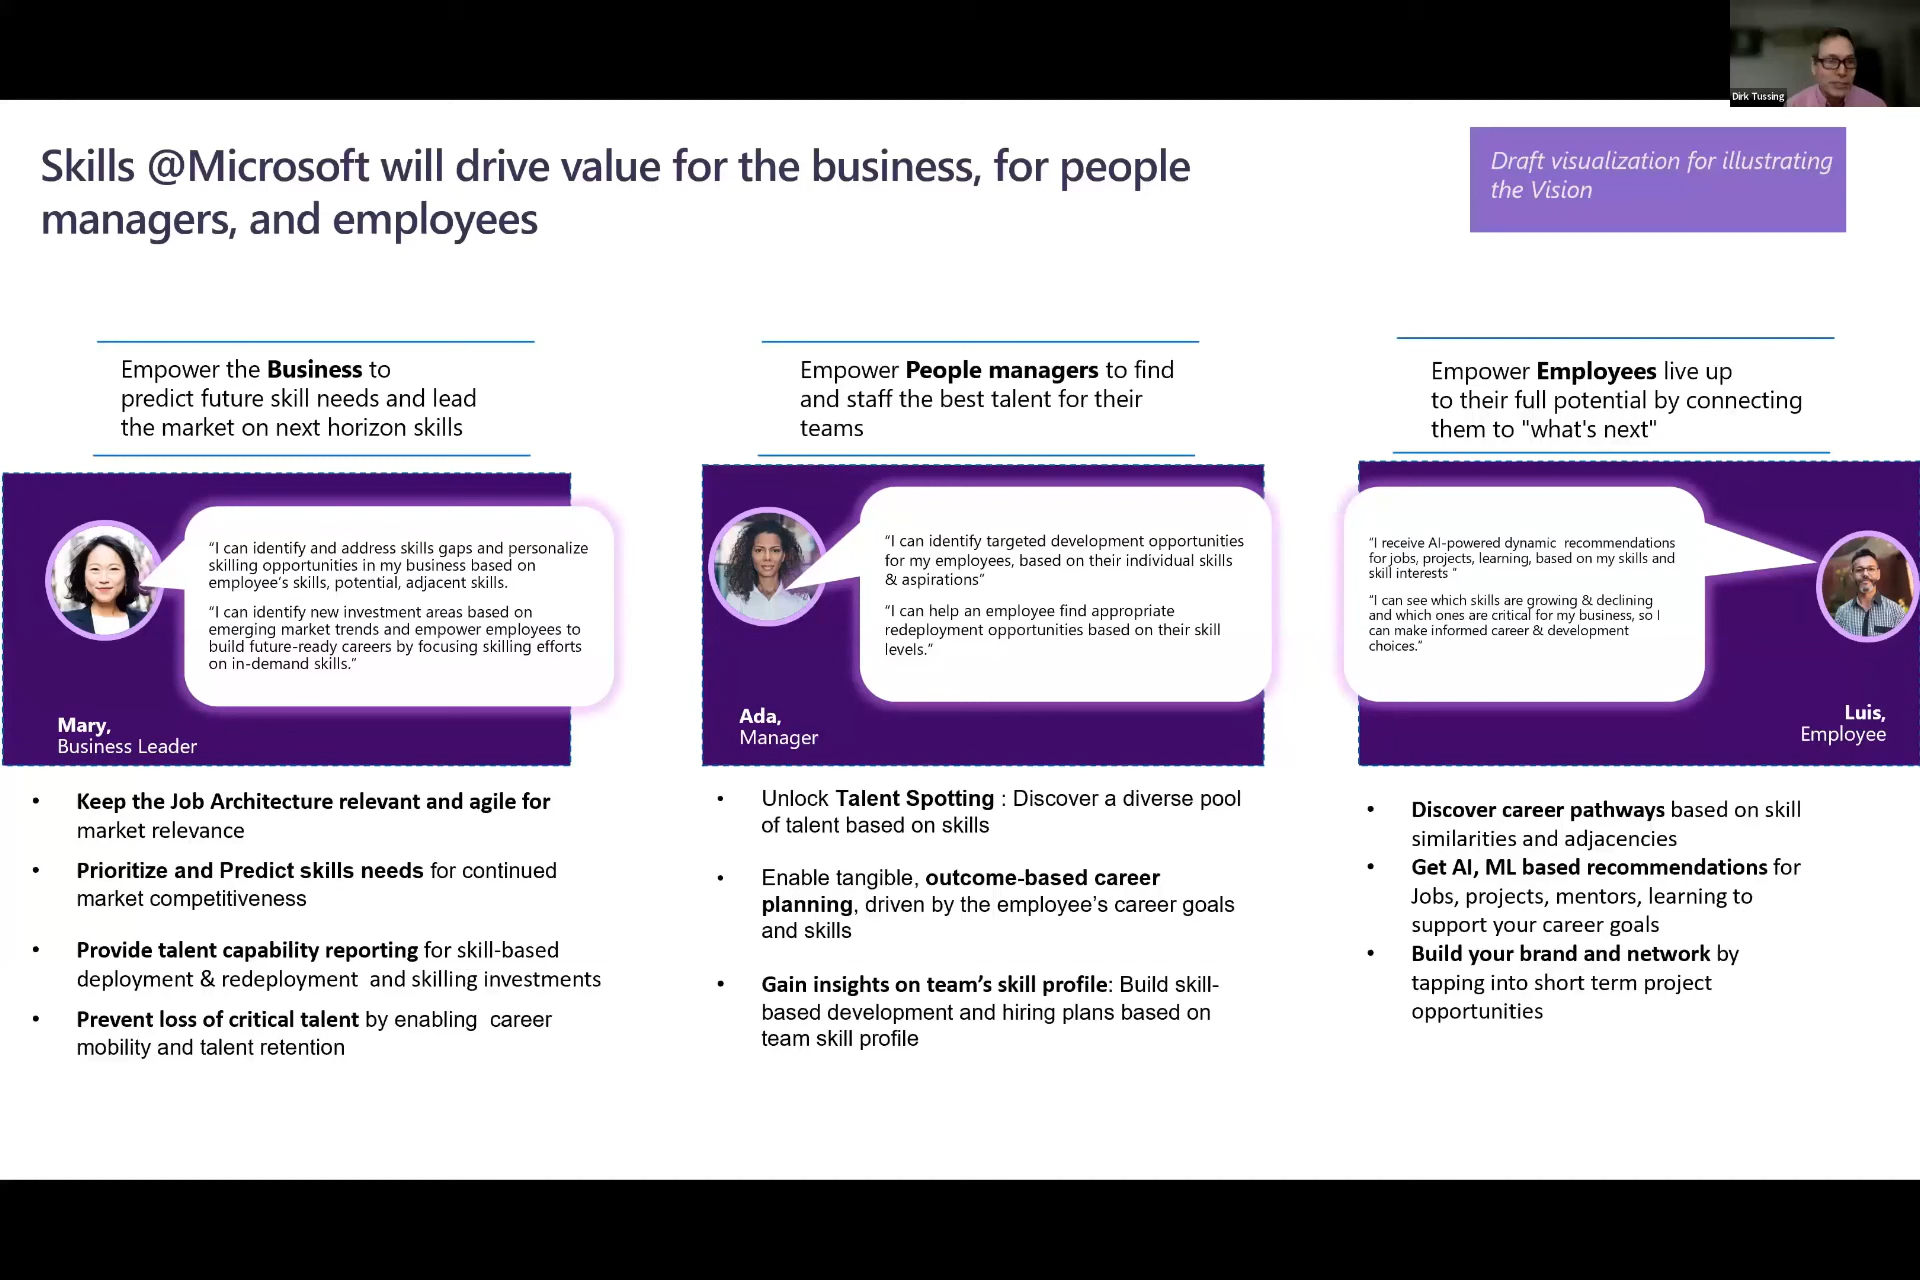 Dirk Tussing
Skills @Microsoft will drive value for the business, for people
managers, and employees
Draft visualization for illustrating
the Vision
Empower the Business to
predict future skill needs and lead
the market on next horizon skills
“I can identify and address skills gaps and personalize
skilling opportunities in my business based on
employee’s skills, potential, adjacent skills.
“I can identify new investment areas based on
emerging market trends and empower employees to
build future-ready careers by focusing skilling efforts
on in-demand skills.”
Mary,
Business Leader
• Keep the Job Architecture relevant and agile for
market relevance
• Prioritize and Predict skills needs for continued
market competitiveness
• Provide talent capability reporting for skill-based
deployment & redeployment  and skilling investments
• Prevent loss of critical talent by enabling  career
mobility and talent retention
Empower People managers to find
and staff the best talent for their
teams
“I can identify targeted development opportunities
for my employees, based on their individual skills
& aspirations”
“I can help an employee find appropriate
redeployment opportunities based on their skill
levels.”
Ada,
Manager
• Unlock Talent Spotting : Discover a diverse pool
of talent based on skills
• Enable tangible, outcome-based career
planning, driven by the employee’s career goals
and skills
• Gain insights on team’s skill profile: Build skill-
based development and hiring plans based on
team skill profile
Empower Employees live up
to their full potential by connecting
them to "what's next"
“I receive AI-powered dynamic  recommendations
for jobs, projects, learning, based on my skills and
skill interests ”
“I can see which skills are growing & declining
and which ones are critical for my business, so I
can make informed career & development
choices.”
Luis,
Employee
• Discover career pathways based on skill
similarities and adjacencies
• Get AI, ML based recommendations for
Jobs, projects, mentors, learning to
support your career goals
• Build your brand and network by
tapping into short term project
opportunities